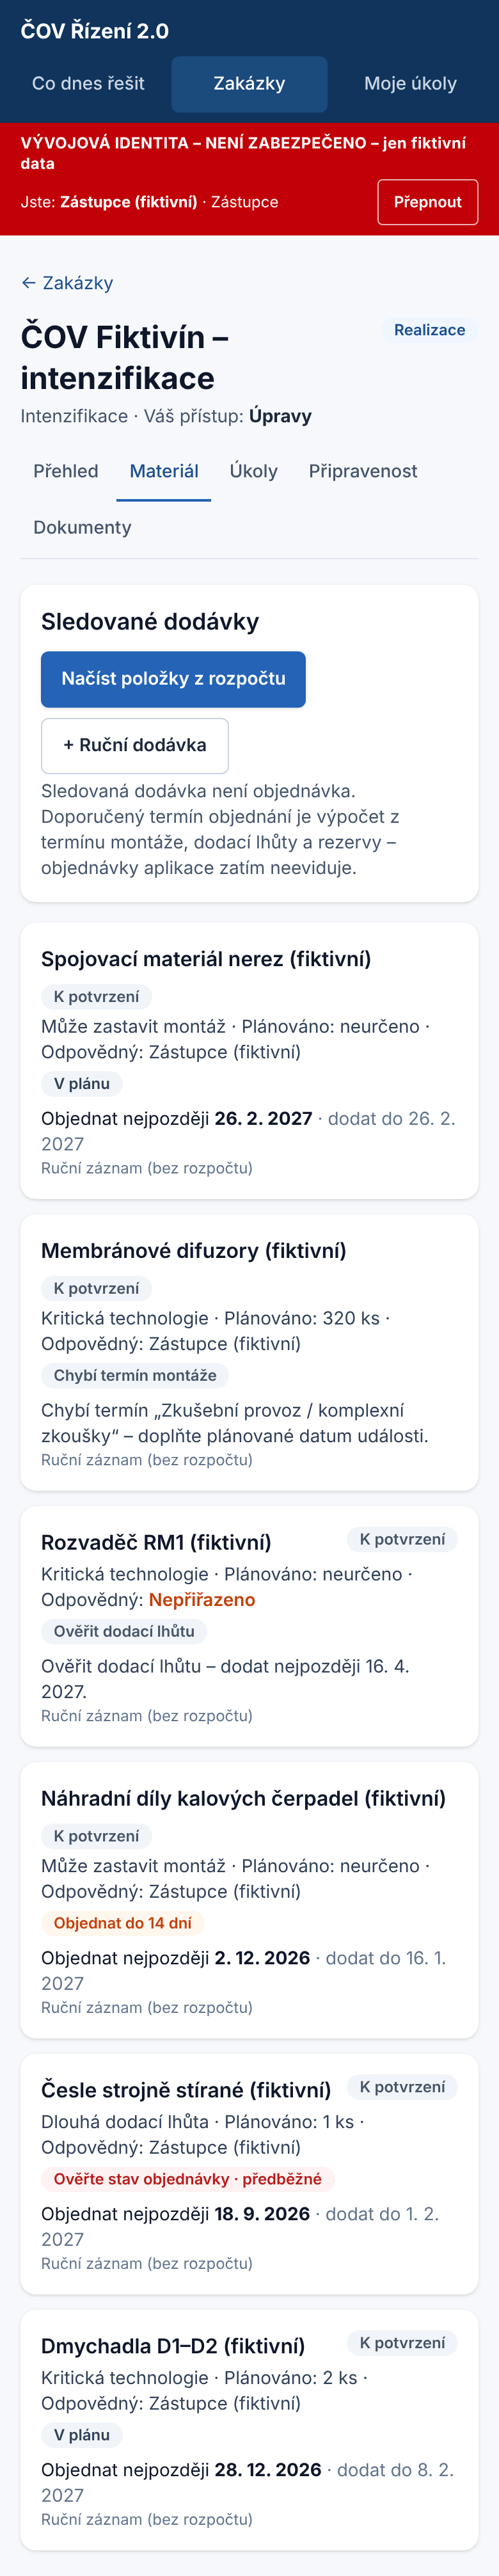 ČOV Řízení 2.0
Co dnes řešit
Zakázky
Moje úkoly
VÝVOJOVÁ IDENTITA – NENÍ ZABEZPEČENO – jen fiktivní
data
Jste: Zástupce (fiktivní) · Zástupce
Přepnout
← Zakázky
ČOV Fiktivín –
intenzifikace
Realizace
Intenzifikace · Váš přístup: Úpravy
Přehled
Materiál
Úkoly
Připravenost
Dokumenty
Sledované dodávky
Načíst položky z rozpočtu
+ Ruční dodávka
Sledovaná dodávka není objednávka.
Doporučený termín objednání je výpočet z
termínu montáže, dodací lhůty a rezervy –
objednávky aplikace zatím neeviduje.
Spojovací materiál nerez (fiktivní)
K potvrzení
Může zastavit montáž · Plánováno: neurčeno ·
Odpovědný: Zástupce (fiktivní)
V plánu
Objednat nejpozději 26. 2. 2027 · dodat do 26. 2.
2027
Ruční záznam (bez rozpočtu)
Membránové difuzory (fiktivní)
K potvrzení
Kritická technologie · Plánováno: 320 ks ·
Odpovědný: Zástupce (fiktivní)
Chybí termín montáže
Chybí termín „Zkušební provoz / komplexní
zkoušky“ – doplňte plánované datum události.
Ruční záznam (bez rozpočtu)
Rozvaděč RM1 (fiktivní)
K potvrzení
Kritická technologie · Plánováno: neurčeno ·
Odpovědný: Nepřiřazeno
Ověřit dodací lhůtu
Ověřit dodací lhůtu – dodat nejpozději 16. 4.
2027.
Ruční záznam (bez rozpočtu)
Náhradní díly kalových čerpadel (fiktivní)
K potvrzení
Může zastavit montáž · Plánováno: neurčeno ·
Odpovědný: Zástupce (fiktivní)
Objednat do 14 dní
Objednat nejpozději 2. 12. 2026 · dodat do 16. 1.
2027
Ruční záznam (bez rozpočtu)
Česle strojně stírané (fiktivní)
K potvrzení
Dlouhá dodací lhůta · Plánováno: 1 ks ·
Odpovědný: Zástupce (fiktivní)
Ověřte stav objednávky · předběžné
Objednat nejpozději 18. 9. 2026 · dodat do 1. 2.
2027
Ruční záznam (bez rozpočtu)
Dmychadla D1–D2 (fiktivní)
K potvrzení
Kritická technologie · Plánováno: 2 ks ·
Odpovědný: Zástupce (fiktivní)
V plánu
Objednat nejpozději 28. 12. 2026 · dodat do 8. 2.
2027
Ruční záznam (bez rozpočtu)